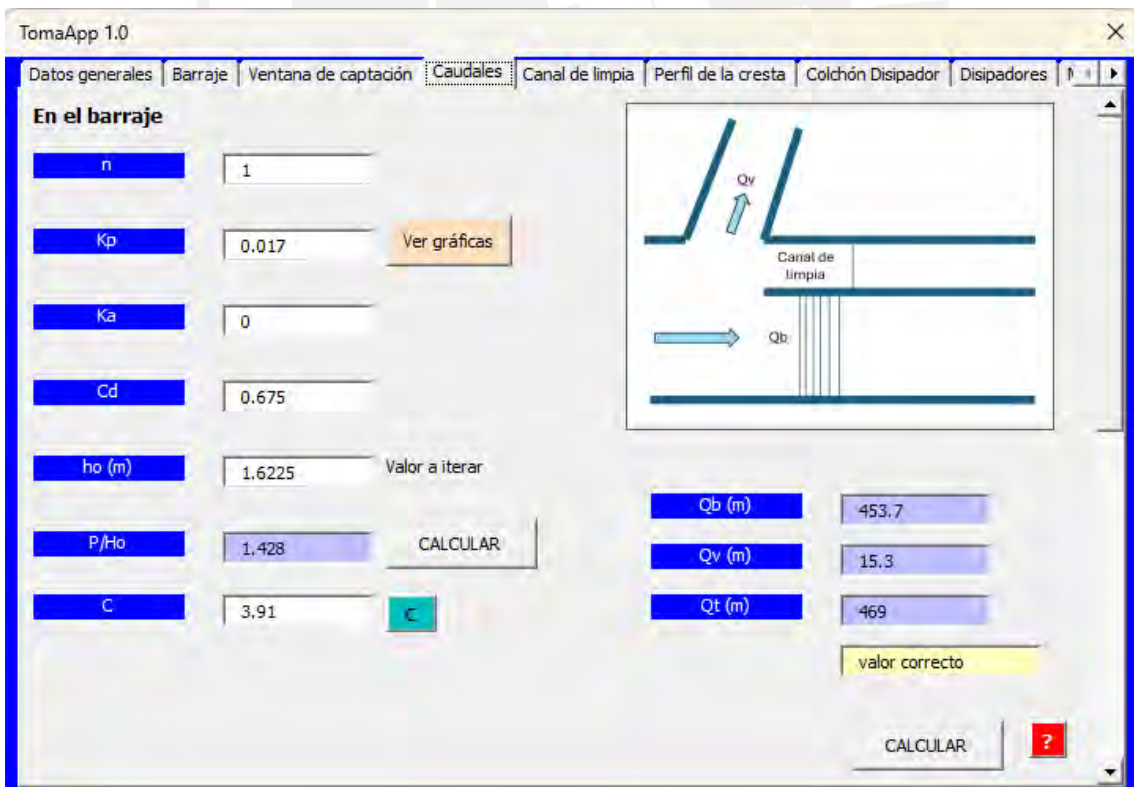 TomaApp 1.0
Datos generales Barraje Ventana de captación Caudales Canal de limpia Perfil de la cresta Colchón Disipador Disipadores
En el barraje
n 1
Kp 0.017 Ver gráficas
Ka 0
Cd 0.675
ho (m) 1.6225 Valor a iterar
P/Ho 1.428 CALCULAR
C 3.91 C
Qv
Canal de
limpia
Qb
Qb (m) 453.7
Qv (m) 15.3
Qt (m) 469
valor correcto
CALCULAR ?